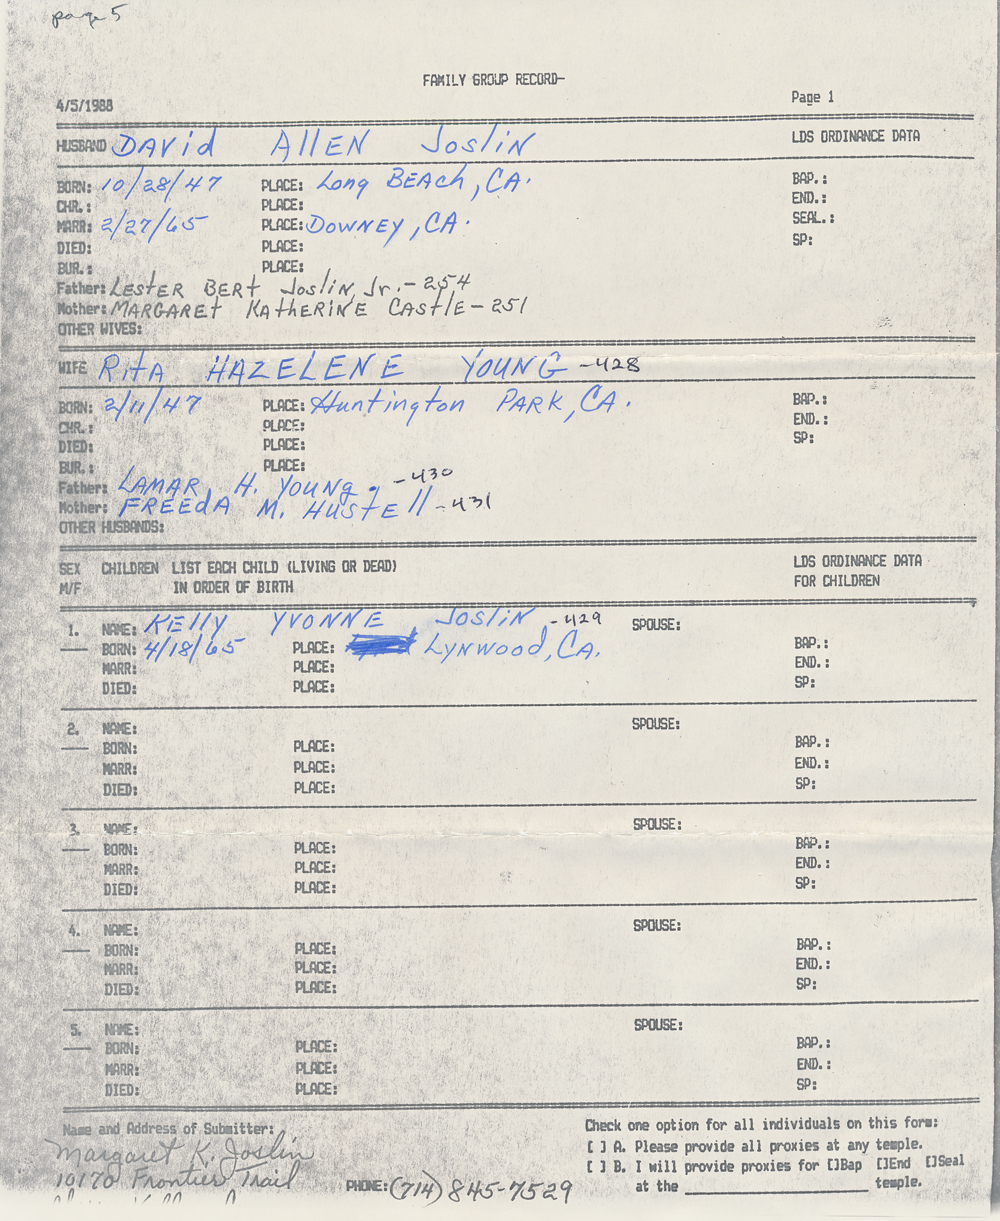 page 5
FAMILY GROUP RECORD-
4/5/1988 Page 1
HUSBAND DAVid AllEN JosliN LDS ORDINANCE DATA
BORN: 10/28/47 PLACE: Long BEAch, CA. BAP.:
CHR.: PLACE: END.:
MARR: 2/27/65 PLACE: DOWNEY, CA. SEAL.:
DIED: PLACE: SP:
BUR.: PLACE:
Father: LESTER BERT JosliN, Jr. - 254
Mother: MARGARET KAthERINE CAStlE - 251
OTHER WIVES:
WIFE RitA HAZELENE YOUNG - 428
BORN: 2/11/47 PLACE: Huntington PARK, CA. BAP.:
CHR.: PLACE: END.:
DIED: PLACE: SP:
BUR.: PLACE:
Father: LAMAR H. YOUNg. - 430
Mother: FREEdA M. HUSTEll - 431
OTHER HUSBANDS:
SEX CHILDREN LIST EACH CHILD (LIVING OR DEAD) LDS ORDINANCE DATA
M/F IN ORDER OF BIRTH FOR CHILDREN
1. NAME: KElly YVONNE JosliN - 429 SPOUSE:
BORN: 4/18/65 PLACE: LYNWOOD, CA. BAP.:
MARR: PLACE: END.:
DIED: PLACE: SP:
2. NAME: SPOUSE:
BORN: PLACE: BAP.:
MARR: PLACE: END.:
DIED: PLACE: SP:
3. NAME: SPOUSE:
BORN: PLACE: BAP.:
MARR: PLACE: END.:
DIED: PLACE: SP:
4. NAME: SPOUSE:
BORN: PLACE: BAP.:
MARR: PLACE: END.:
DIED: PLACE: SP:
5. NAME: SPOUSE:
BORN: PLACE: BAP.:
MARR: PLACE: END.:
DIED: PLACE: SP:
Name and Address of Submitter: Check one option for all individuals on this form:
Margaret K. Joslin [ ] A. Please provide all proxies at any temple.
10170 Frontier Trail [ ] B. I will provide proxies for []Bap []End []Seal
PHONE: (714) 845-7529 at the ____________________ temple.